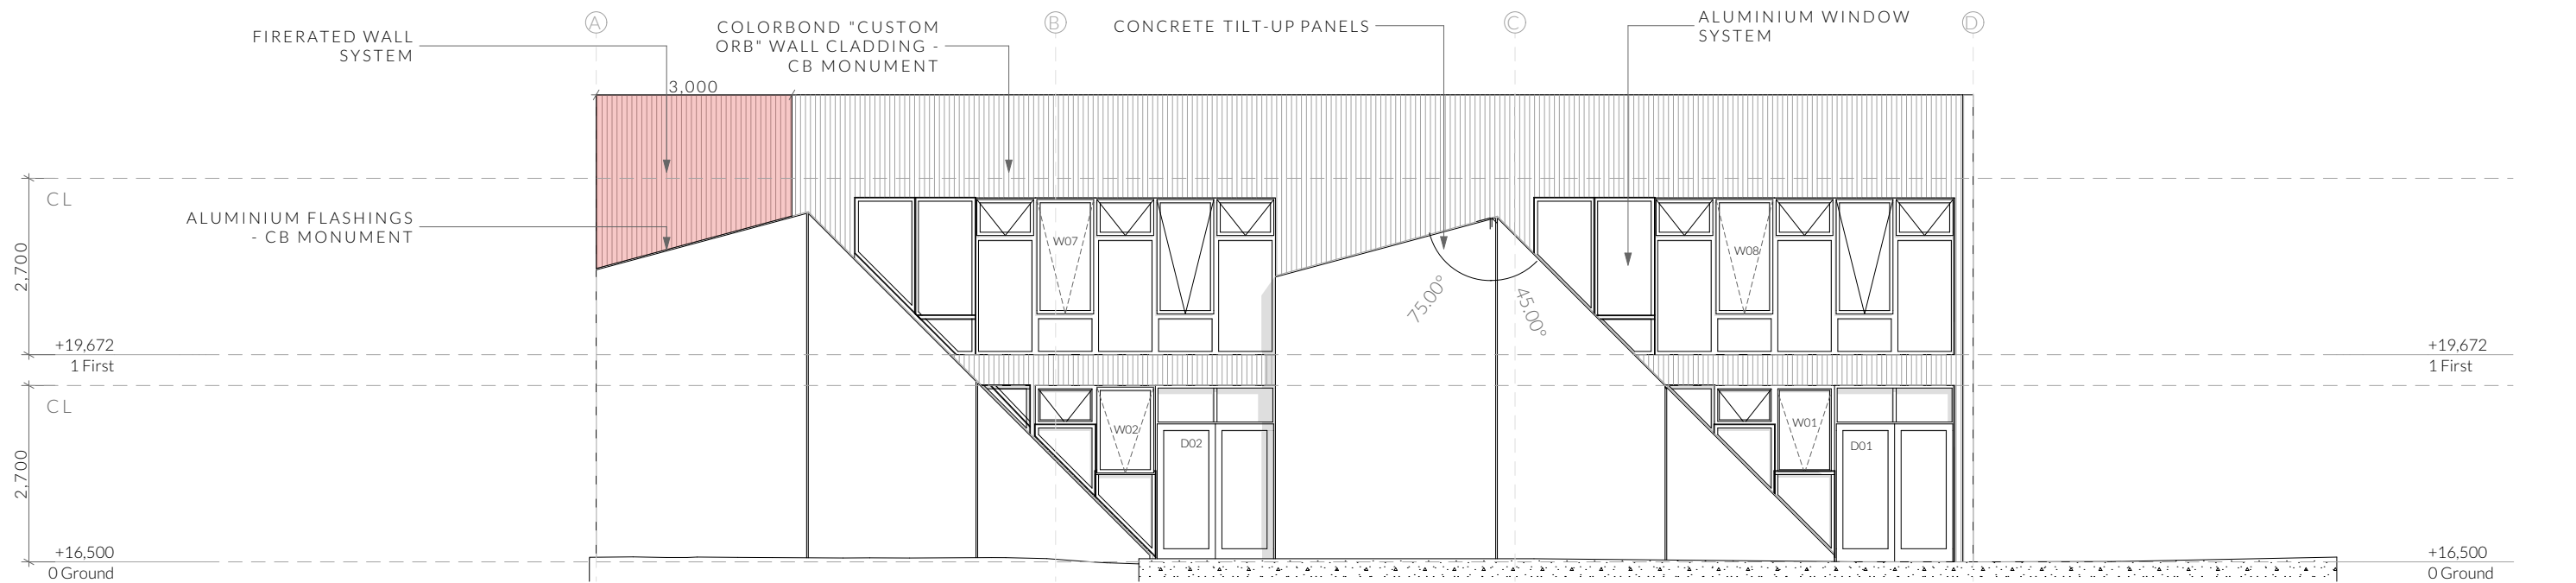 A
B
C
D
FIRERATED WALL
SYSTEM
COLORBOND "CUSTOM
ORB" WALL CLADDING -
CB MONUMENT
CONCRETE TILT-UP PANELS
ALUMINIUM WINDOW
SYSTEM
3,000
CL
ALUMINIUM FLASHINGS
- CB MONUMENT
2,700
W07
W08
75.00°
45.00°
+19,672
1 First
+19,672
1 First
CL
2,700
W02
D02
W01
D01
+16,500
0 Ground
+16,500
0 Ground